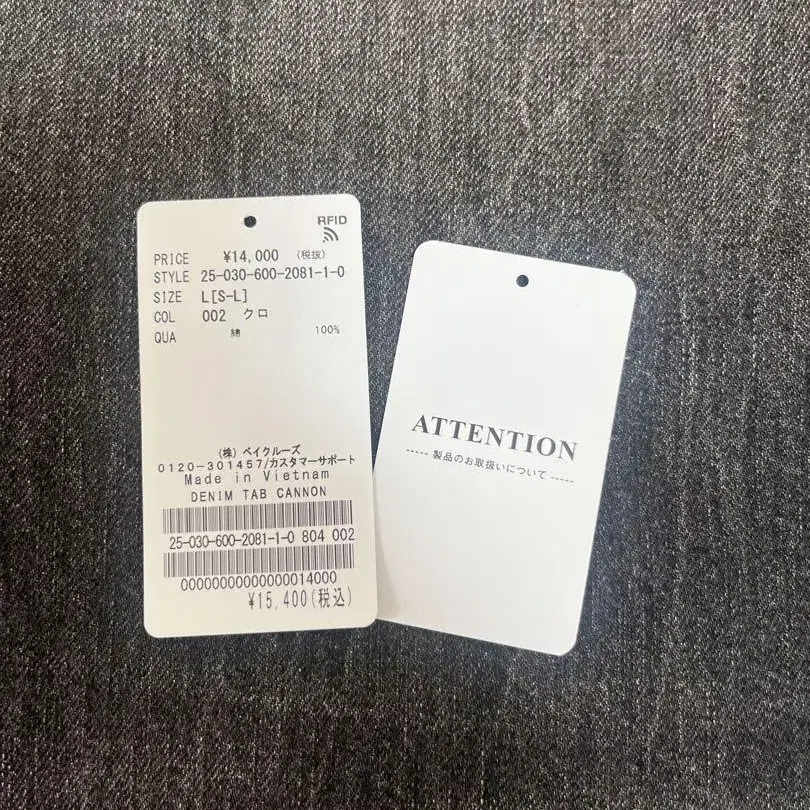 RFID
PRICE ¥14,000 (税抜)
STYLE 25-030-600-2081-1-0
SIZE L[S-L]
COL 002 クロ
QUA 綿 100%
(株) ベイクルーズ
0120-301457/カスタマーサポート
Made in Vietnam
DENIM TAB CANNON
25-030-600-2081-1-0 804 002
00000000000000014000
¥15,400(税込)
ATTENTION
----- 製品のお取扱いについて -----